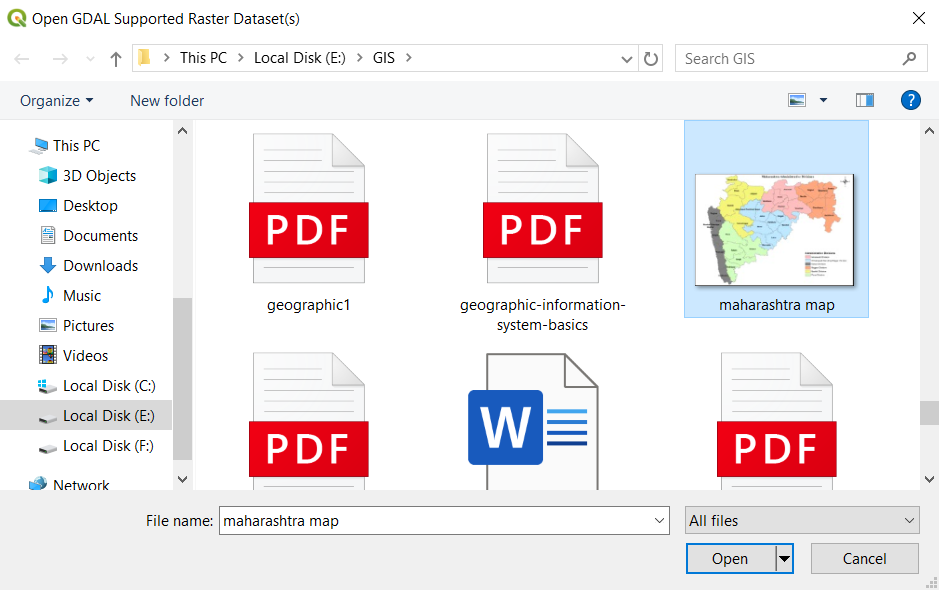 Open GDAL Supported Raster Dataset(s)
This PC > Local Disk (E:) > GIS >
Search GIS
Organize
New folder
?
This PC
3D Objects
Desktop
Documents
Downloads
Music
Pictures
Videos
Local Disk (C:)
Local Disk (E:)
Local Disk (F:)
Network
PDF
geographic1
PDF
geographic-information-
system-basics
maharashtra map
PDF
W
PDF
File name: maharashtra map
All files
Open
Cancel